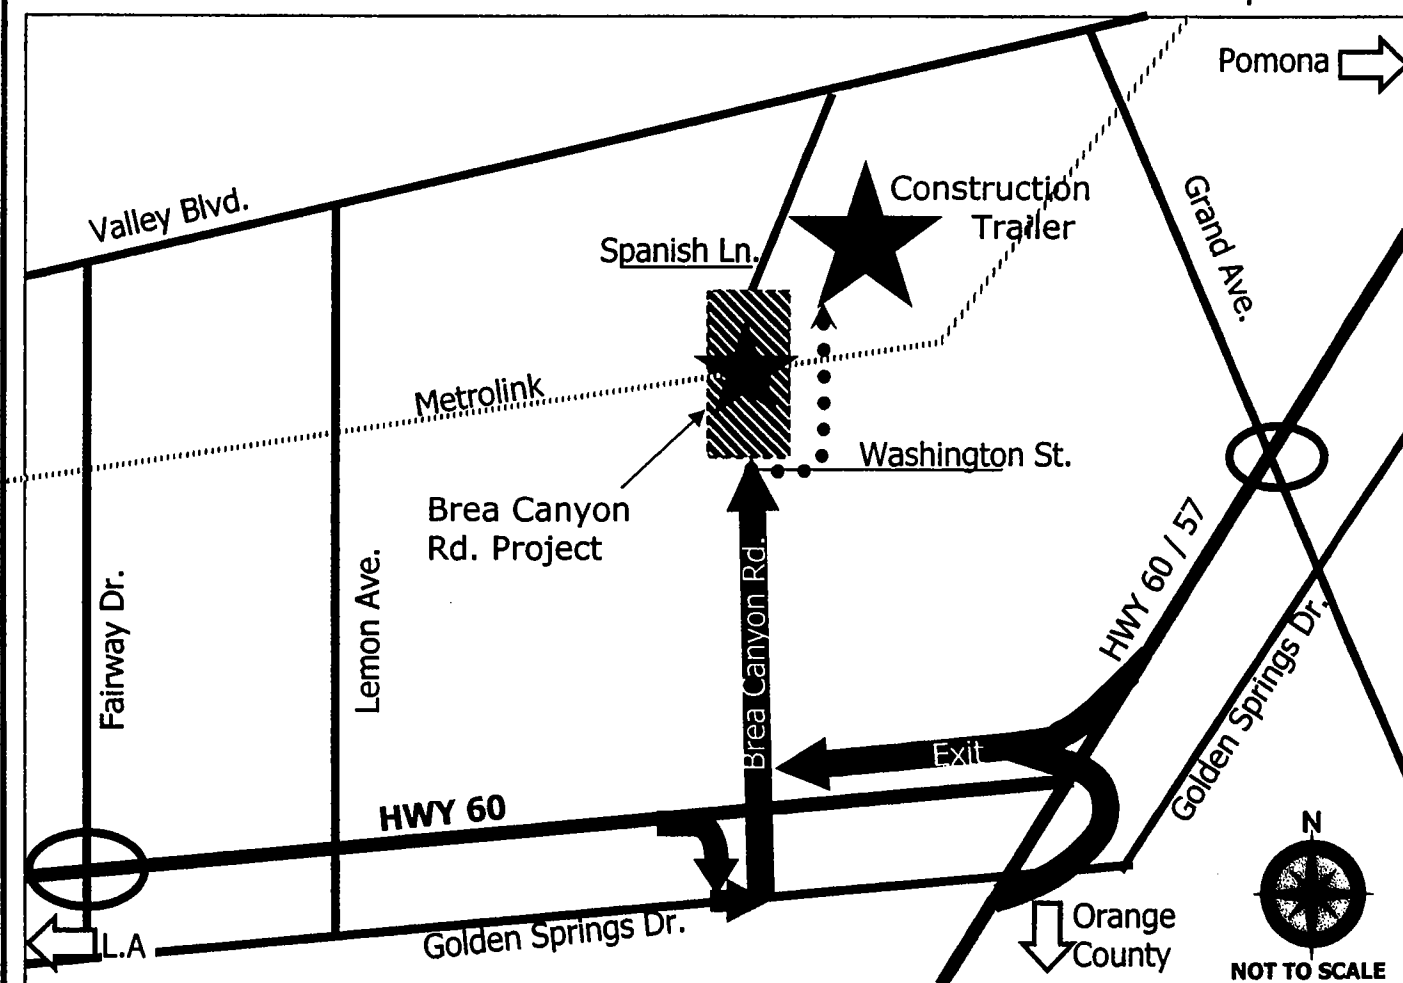 Pomona
Valley Blvd.
Construction
Trailer
Grand Ave.
Spanish Ln.
Metrolink
Washington St.
Brea Canyon
Rd. Project
HWY 60 / 57
Fairway Dr.
Lemon Ave.
Brea Canyon Rd.
Exit
Golden Springs Dr.
HWY 60
N
L.A
Golden Springs Dr.
Orange
County
NOT TO SCALE